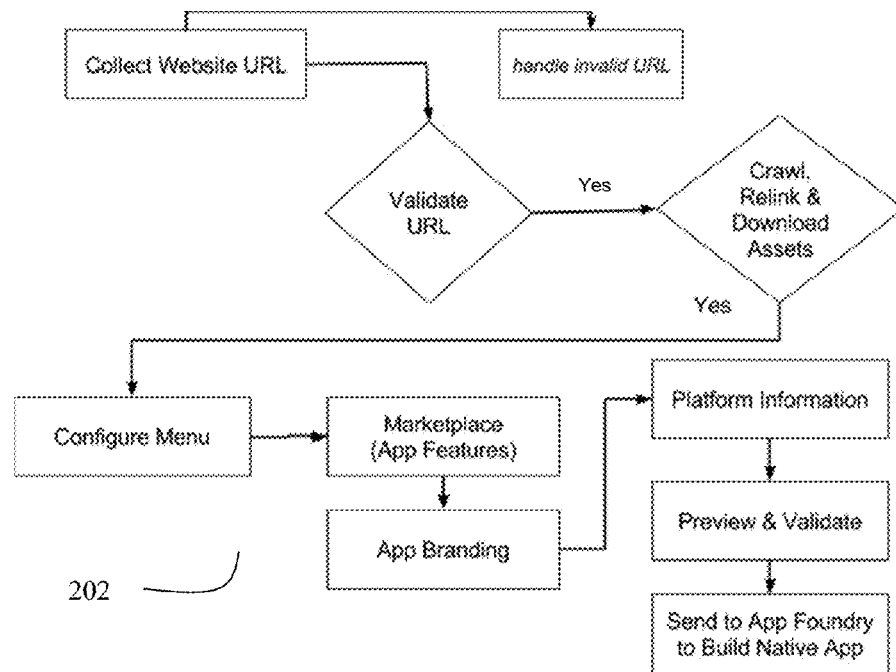 Collect Website URL
handle invalid URL
Validate
URL
Yes
Crawl,
Relink &
Download
Assets
Yes
Configure Menu
Marketplace
(App Features)
App Branding
Platform Information
Preview & Validate
Send to App Foundry
to Build Native App
202